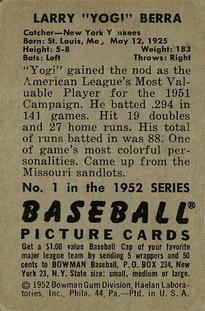 LARRY "YOGI" BERRA
Catcher—New York Yankees
Born: St. Louis, Mo., May 12, 1925
Height: 5-8 Weight: 183
Bats: Left Throws: Right
"Yogi" gained the nod as the
American League's Most Val-
uable Player for the 1951
Campaign. He batted .294 in
141 games. Hit 19 doubles
and 27 home runs. His total
of runs batted in was 88. One
of game's most colorful per-
sonalities. Came up from the
Missouri sandlots.
No. 1 in the 1952 SERIES
BASEBALL®
PICTURE CARDS
Get a $1.00 value Baseball Cap of your favorite
major league team by sending 5 wrappers and 50
cents to BOWMAN Baseball, P.O. BOX 234, New
York 23, N.Y. State size: small, medium or large.
© 1952 Bowman Gum Division, Haelan Labora-
tories, Inc., Phila. 44, Pa.—Ptd. in U.S.A.